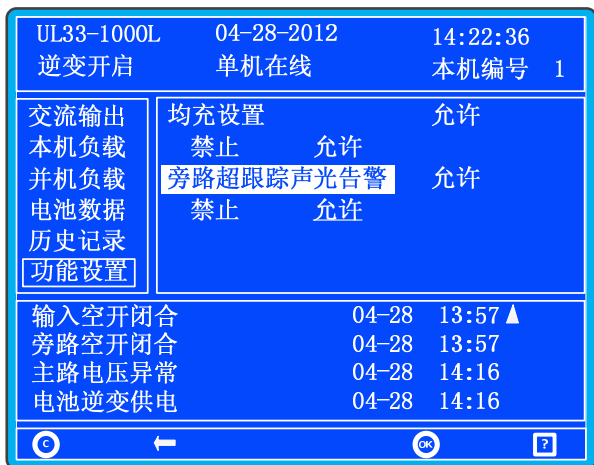 UL33-1000L 04-28-2012 14:22:36
逆变开启 单机在线 本机编号 1
交流输出
本机负载
并机负载
电池数据
历史记录
功能设置
均充设置 允许
禁止 允许
旁路超跟踪声光告警 允许
禁止 允许
输入空开闭合 04-28 13:57
旁路空开闭合 04-28 13:57
主路电压异常 04-28 14:16
电池逆变供电 04-28 14:16
C OK ?